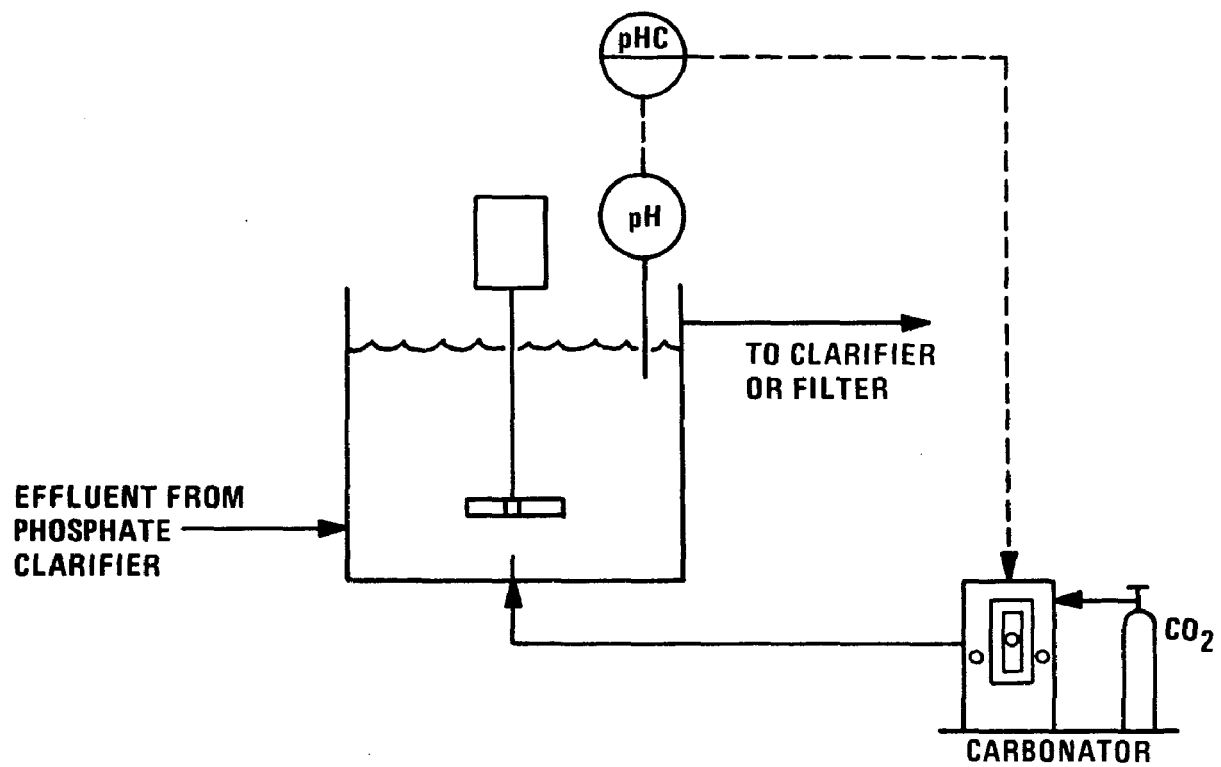 pHC
pH
TO CLARIFIER
OR FILTER
EFFLUENT FROM
PHOSPHATE
CLARIFIER
CO2
CARBONATOR